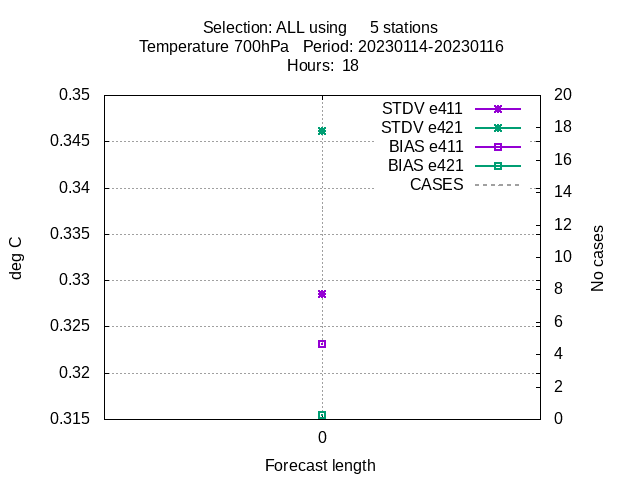 Selection: ALL using     5 stations
Temperature 700hPa   Period: 20230114-20230116
Hours: 18
0.35
0.345
0.34
0.335
0.33
0.325
0.32
0.315
20
18
16
14
12
10
8
6
4
2
0
STDV e411
STDV e421
BIAS e411
BIAS e421
CASES
deg C
No cases
0
Forecast length